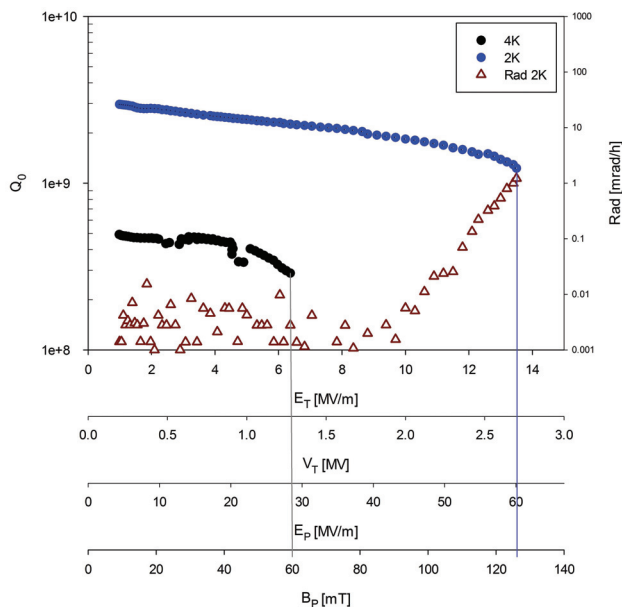 1e+10
1e+9
1e+8
Q0
4K
2K
Rad 2K
1000
100
10
1
0.1
0.01
0.001
Rad [mrad/h]
0 2 4 6 8 10 12 14
ET [MV/m]
0.0 0.5 1.0 1.5 2.0 2.5 3.0
VT [MV]
0 10 20 30 40 50 60
EP [MV/m]
0 20 40 60 80 100 120 140
BP [mT]